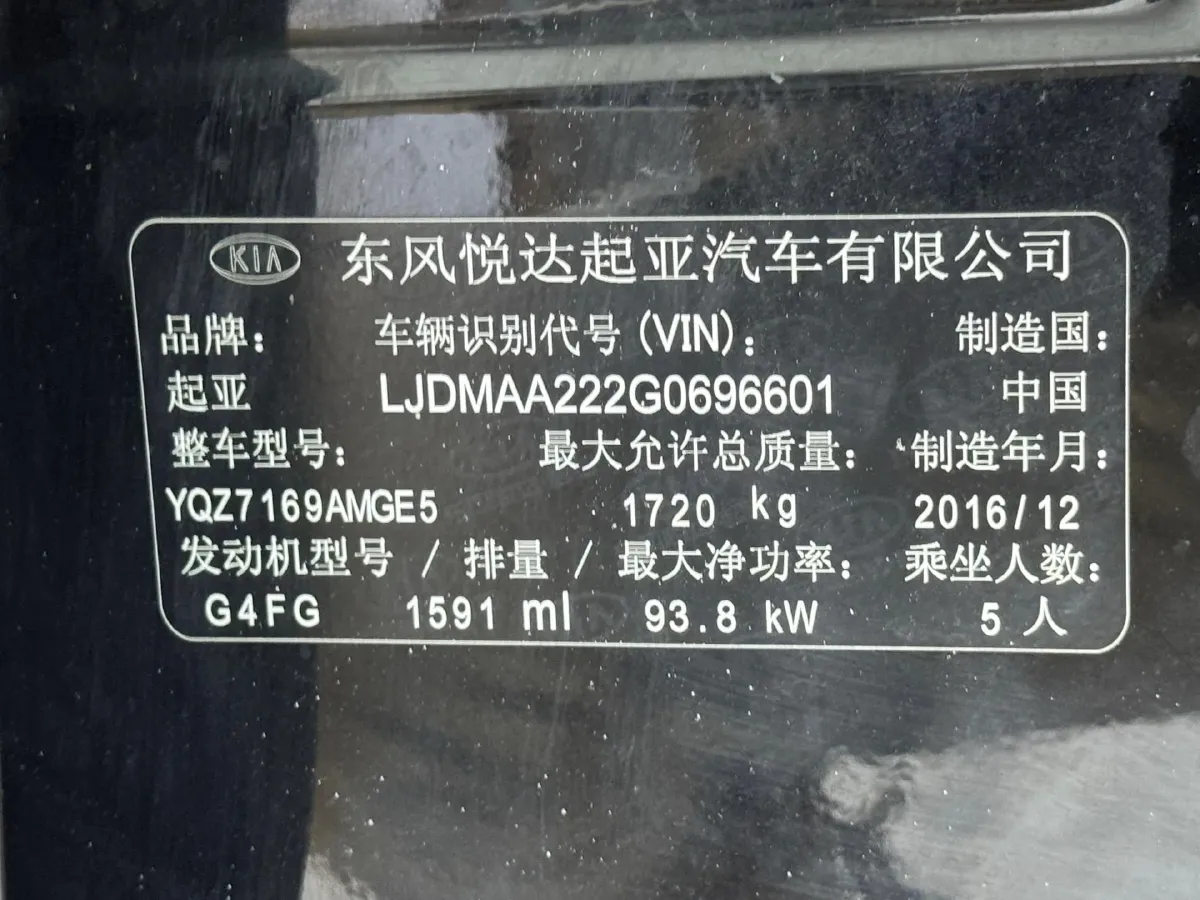 KIA 东风悦达起亚汽车有限公司
品牌: 车辆识别代号(VIN): 制造国:
起亚 LJDMAA222G0696601 中国
整车型号: 最大允许总质量: 制造年月:
YQZ7169AMGE5 1720 kg 2016/12
发动机型号 / 排量 / 最大净功率: 乘坐人数:
G4FG 1591 ml 93.8 kW 5 人